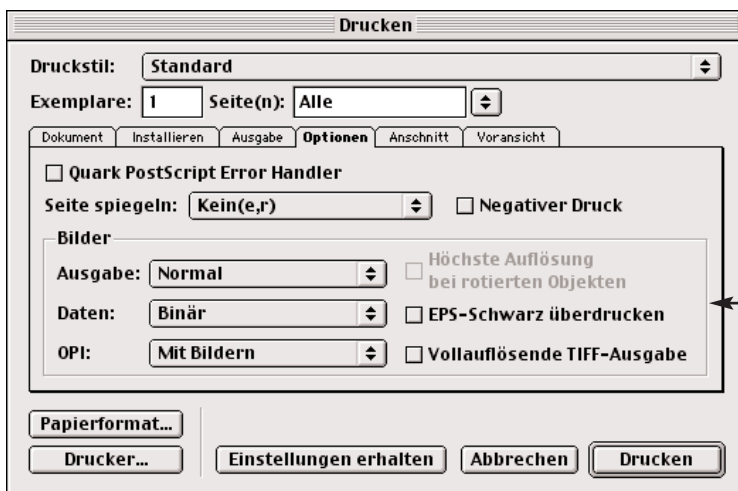 Drucken
Druckstil: Standard
Exemplare: 1 Seite(n): Alle
Dokument Installieren Ausgabe Optionen Anschnitt Voransicht
Quark PostScript Error Handler
Seite spiegeln: Kein(e,r) Negativer Druck
Bilder
Ausgabe: Normal Höchste Auflösung
bei rotierten Objekten
Daten: Binär EPS-Schwarz überdrucken
OPI: Mit Bildern Vollauflösende TIFF-Ausgabe
Papierformat...
Drucker... Einstellungen erhalten Abbrechen Drucken